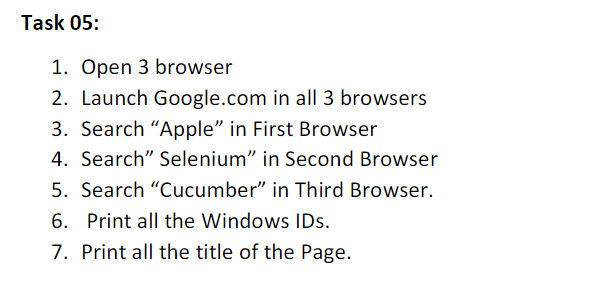 Task 05:
1. Open 3 browser
2. Launch Google.com in all 3 browsers
3. Search “Apple” in First Browser
4. Search” Selenium” in Second Browser
5. Search “Cucumber” in Third Browser.
6. Print all the Windows IDs.
7. Print all the title of the Page.